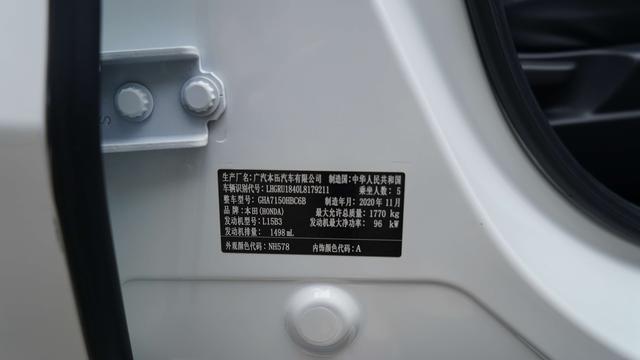 生产厂名: 广汽本田汽车有限公司 制造国: 中华人民共和国
车辆识别代号: LHGRU1840L8179211 乘坐人数: 5
整车型号: GHA7150HBC6B 制造年月: 2020年11月
品牌: 本田(HONDA) 最大允许总质量: 1770 kg
发动机型号: L15B3 发动机最大净功率: 96 kW
发动机排量: 1498 mL
外观颜色代码: NH578 内饰颜色代码: A